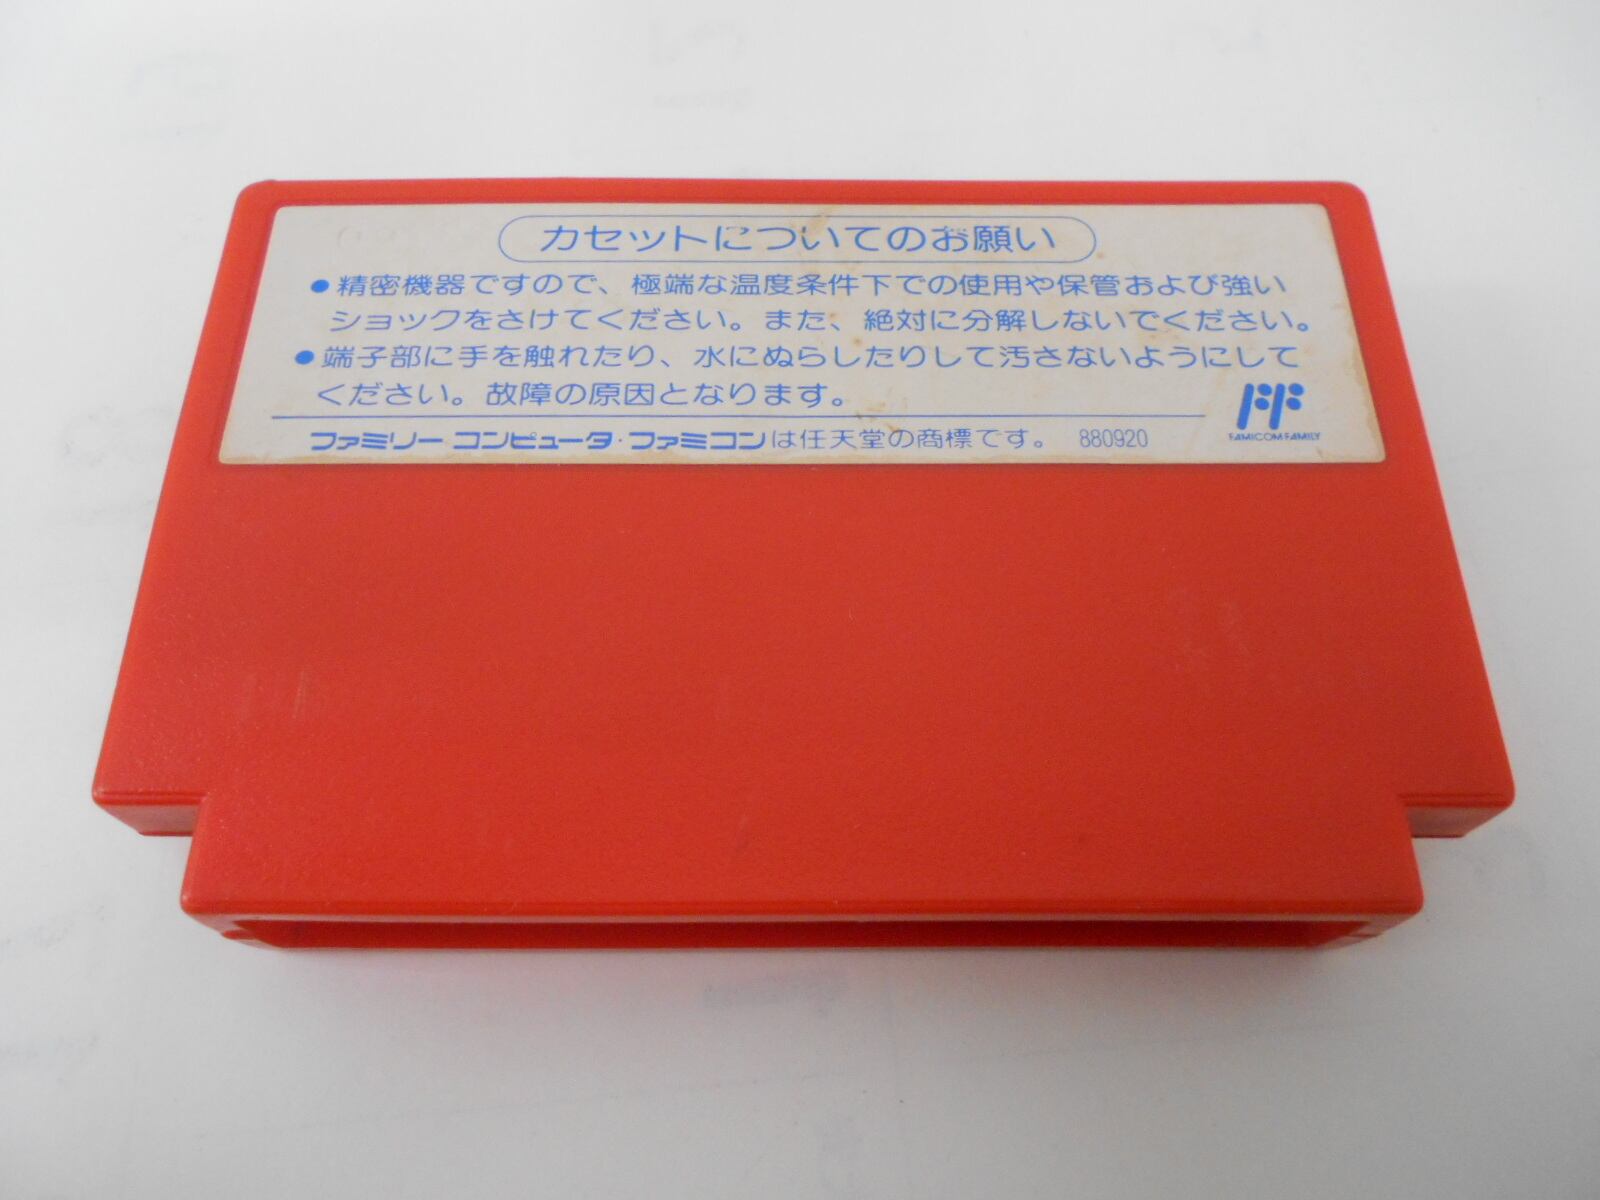 カセットについてのお願い
●精密機器ですので、極端な温度条件下での使用や保管および強い
ショックをさけてください。また、絶対に分解しないでください。
●端子部に手を触れたり、水にぬらしたりして汚さないようにして
ください。故障の原因となります。
FF
FAMICOM FAMILY
ファミリーコンピュータ・ファミコンは任天堂の商標です。 880920